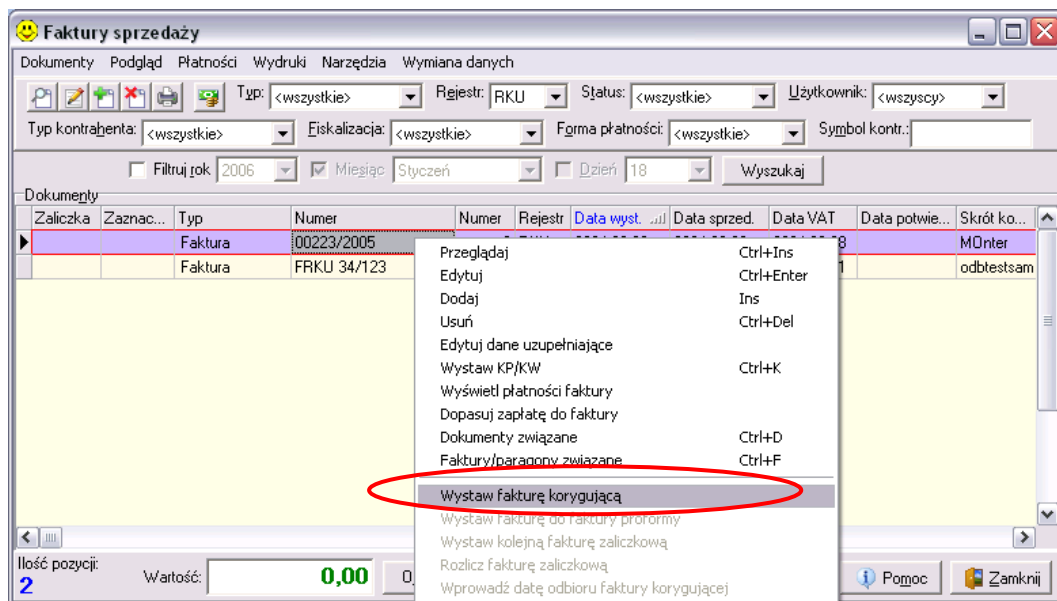 Faktury sprzedaży
Dokumenty Podgląd Płatności Wydruki Narzędzia Wymiana danych
Typ: <wszystkie> Rejestr: RKU Status: <wszystkie> Użytkownik: <wszyscy>
Typ kontrahenta: <wszystkie> Fiskalizacja: <wszystkie> Forma płatności: <wszystkie> Symbol kontr.:
Filtruj rok 2006 Miesiąc Styczeń Dzień 18 Wyszukaj
Dokumenty
Zaliczka Zaznac... Typ Numer Numer Rejestr Data wyst. Data sprzed. Data VAT Data potwie... Skrót ko...
Faktura 00223/2005 MOnter
Faktura FRKU 34/123 odbtestsam
Przeglądaj Ctrl+Ins
Edytuj Ctrl+Enter
Dodaj Ins
Usuń Ctrl+Del
Edytuj dane uzupełniające
Wystaw KP/KW Ctrl+K
Wyświetl płatności faktury
Dopasuj zapłatę do faktury
Dokumenty związane Ctrl+D
Faktury/paragony związane Ctrl+F
Wystaw fakturę korygującą
Wystaw fakturę do faktury proformy
Wystaw kolejną fakturę zaliczkową
Rozlicz fakturę zaliczkową
Wprowadź datę odbioru faktury korygującej
Ilość pozycji:
2 Wartość: 0,00 Pomoc Zamknij